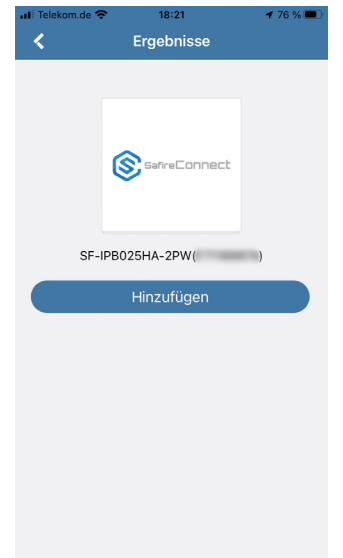 Telekom.de 18:21 76 %
Ergebnisse
SafireConnect
SF-IPB025HA-2PW( )
Hinzufügen